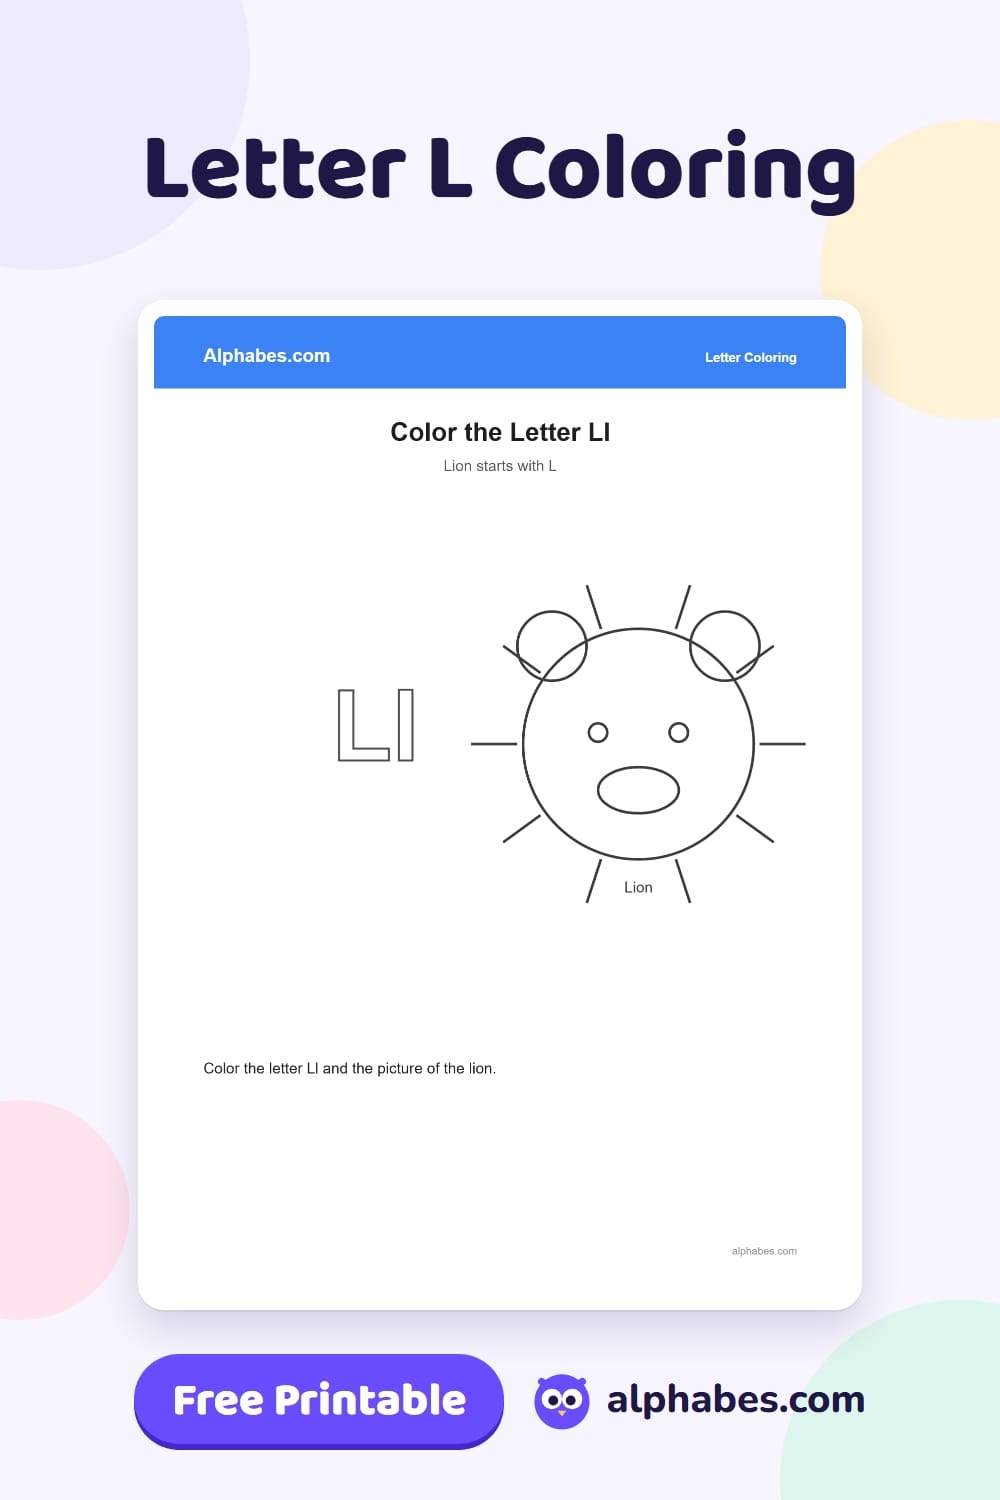 Letter L Coloring
Alphabes.com
Letter Coloring
Color the Letter Ll
Lion starts with L
Ll
Lion
Color the letter Ll and the picture of the lion.
alphabes.com
Free Printable
alphabes.com